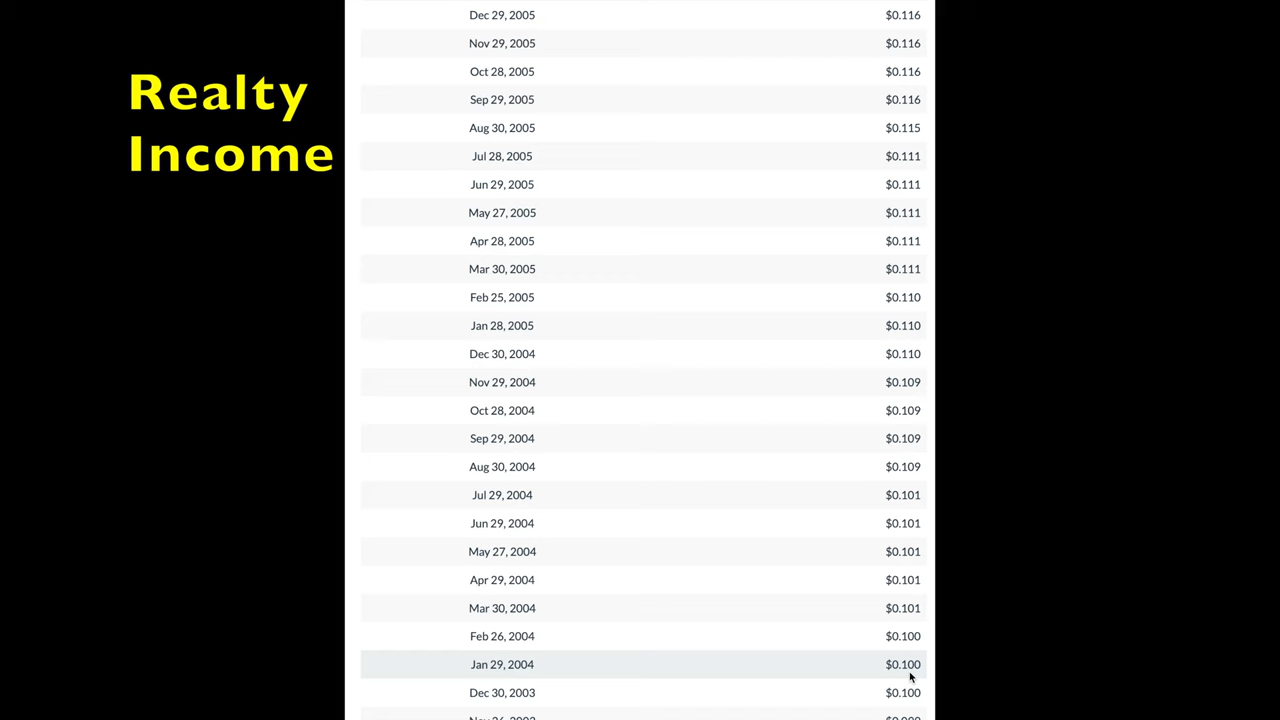 Realty
Income
Dec 29, 2005 $0.116
Nov 29, 2005 $0.116
Oct 28, 2005 $0.116
Sep 29, 2005 $0.116
Aug 30, 2005 $0.115
Jul 28, 2005 $0.111
Jun 29, 2005 $0.111
May 27, 2005 $0.111
Apr 28, 2005 $0.111
Mar 30, 2005 $0.111
Feb 25, 2005 $0.110
Jan 28, 2005 $0.110
Dec 30, 2004 $0.110
Nov 29, 2004 $0.109
Oct 28, 2004 $0.109
Sep 29, 2004 $0.109
Aug 30, 2004 $0.109
Jul 29, 2004 $0.101
Jun 29, 2004 $0.101
May 27, 2004 $0.101
Apr 29, 2004 $0.101
Mar 30, 2004 $0.101
Feb 26, 2004 $0.100
Jan 29, 2004 $0.100
Dec 30, 2003 $0.100